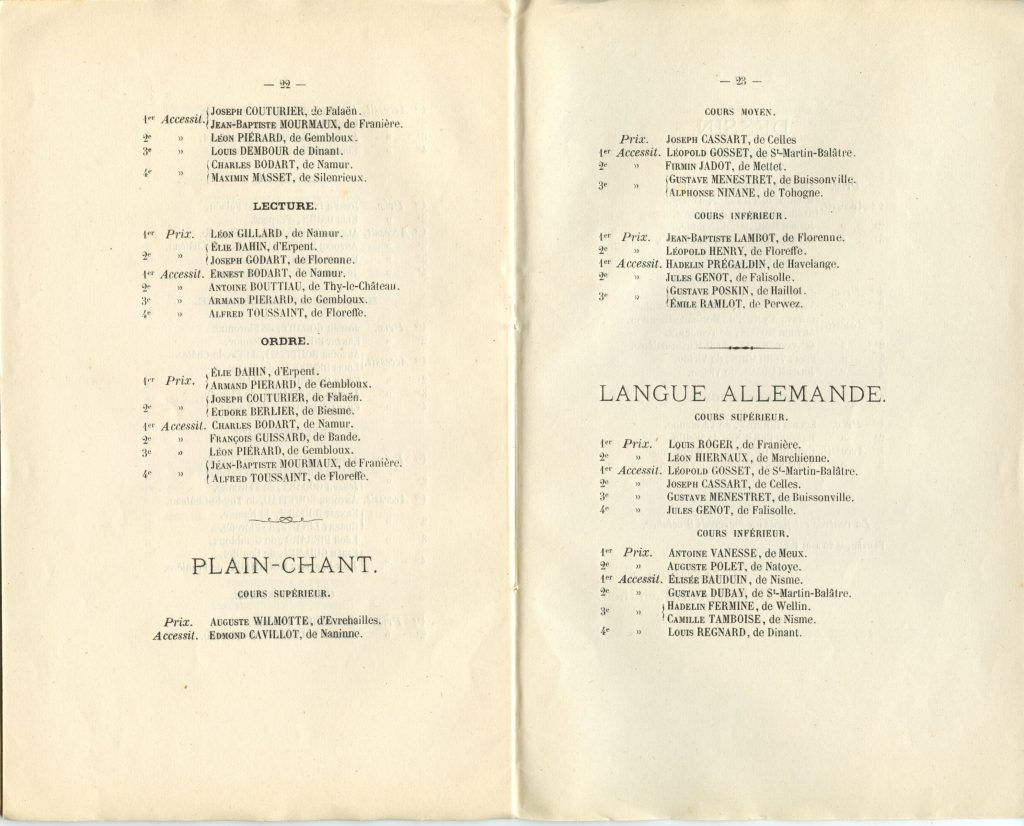 — 22 —
1er Accessit. Joseph COUTURIER, de Falaën.
Jean-Baptiste MOURMAUX, de Franière.
2e » Léon PIÉRARD, de Gembloux.
3e » Louis DEMBOUR de Dinant.
4e » Charles BODART, de Namur.
Maximin MASSET, de Silenrieux.
LECTURE.
1er Prix. Léon GILLARD, de Namur.
2e » Élie DAHIN, d'Erpent.
Joseph GODART, de Florenne.
1er Accessit. Ernest BODART, de Namur.
2e » Antoine BOUTTIAU, de Thy-le-Château.
3e » Armand PIERARD, de Gembloux.
4e » Alfred TOUSSAINT, de Floreffe.
ORDRE.
1er Prix. Élie DAHIN, d'Erpent.
Armand PIERARD, de Gembloux.
2e » Joseph COUTURIER, de Falaën.
Eudore BERLIER, de Biesme.
1er Accessit. Charles BODART, de Namur.
2e » François GUISSARD, de Bande.
3e » Léon PIÉRARD, de Gembloux.
4e » Jean-Baptiste MOURMAUX, de Franière.
Alfred TOUSSAINT, de Floreffe.
PLAIN-CHANT.
COURS SUPÉRIEUR.
Prix. Auguste WILMOTTE, d'Evrehailles.
Accessit. Edmond CAVILLOT, de Naninne.
— 23 —
COURS MOYEN.
Prix. Joseph CASSART, de Celles
1er Accessit. Léopold GOSSET, de St-Martin-Balâtre.
2e » Firmin JADOT, de Mettet.
3e » Gustave MENESTRET, de Buissonville.
Alphonse NINANE, de Tohogne.
COURS INFÉRIEUR.
1er Prix. Jean-Baptiste LAMBOT, de Florenne.
2e » Léopold HENRY, de Floreffe.
1er Accessit. Hadelin PRÉGALDIN, de Havelange.
2e » Jules GENOT, de Falisolle.
3e » Gustave POSKIN, de Haillot.
Émile RAMLOT, de Perwez.
LANGUE ALLEMANDE.
COURS SUPÉRIEUR.
1er Prix. Louis ROGER, de Franière.
2e » Léon HIERNAUX, de Marchienne.
1er Accessit. Léopold GOSSET, de St-Martin-Balâtre.
2e » Joseph CASSART, de Celles.
3e » Gustave MENESTRET, de Buissonville.
4e » Jules GENOT, de Falisolle.
COURS INFÉRIEUR.
1er Prix. Antoine VANESSE, de Meux.
2e » Auguste POLET, de Natoye.
1er Accessit. Élisée BAUDUIN, de Nisme.
2e » Gustave DUBAY, de St-Martin-Balâtre.
3e » Hadelin FERMINE, de Wellin.
Camille TAMBOISE, de Nisme.
4e » Louis REGNARD, de Dinant.